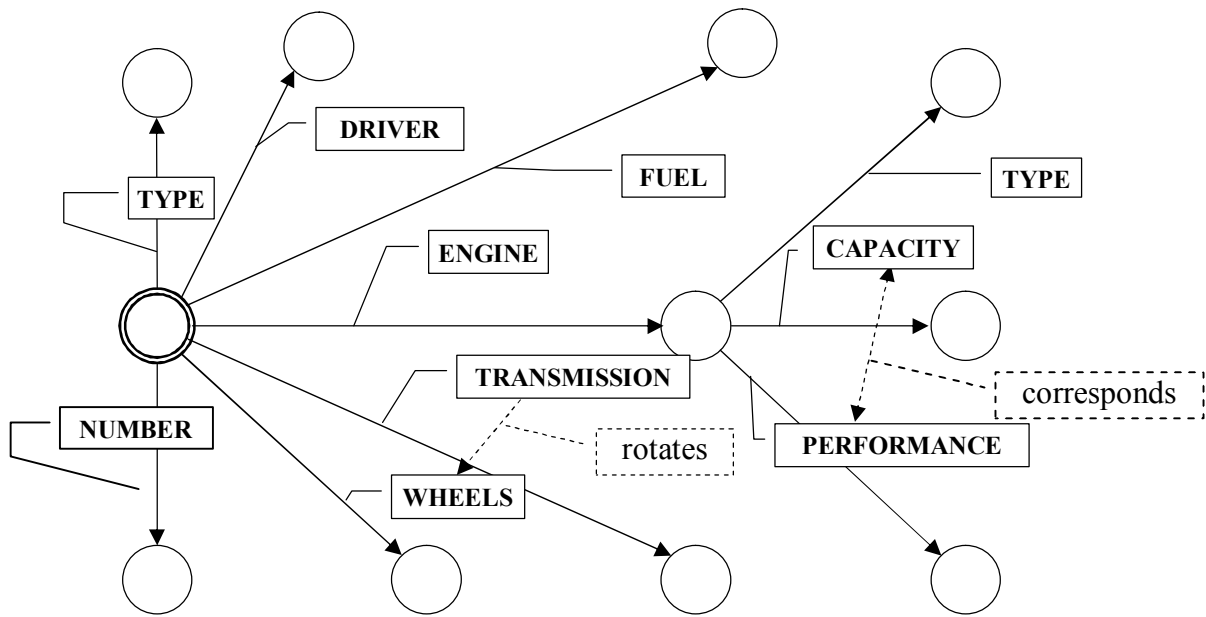 DRIVER
FUEL
TYPE
TYPE
ENGINE
CAPACITY
TRANSMISSION
corresponds
NUMBER
rotates
PERFORMANCE
WHEELS